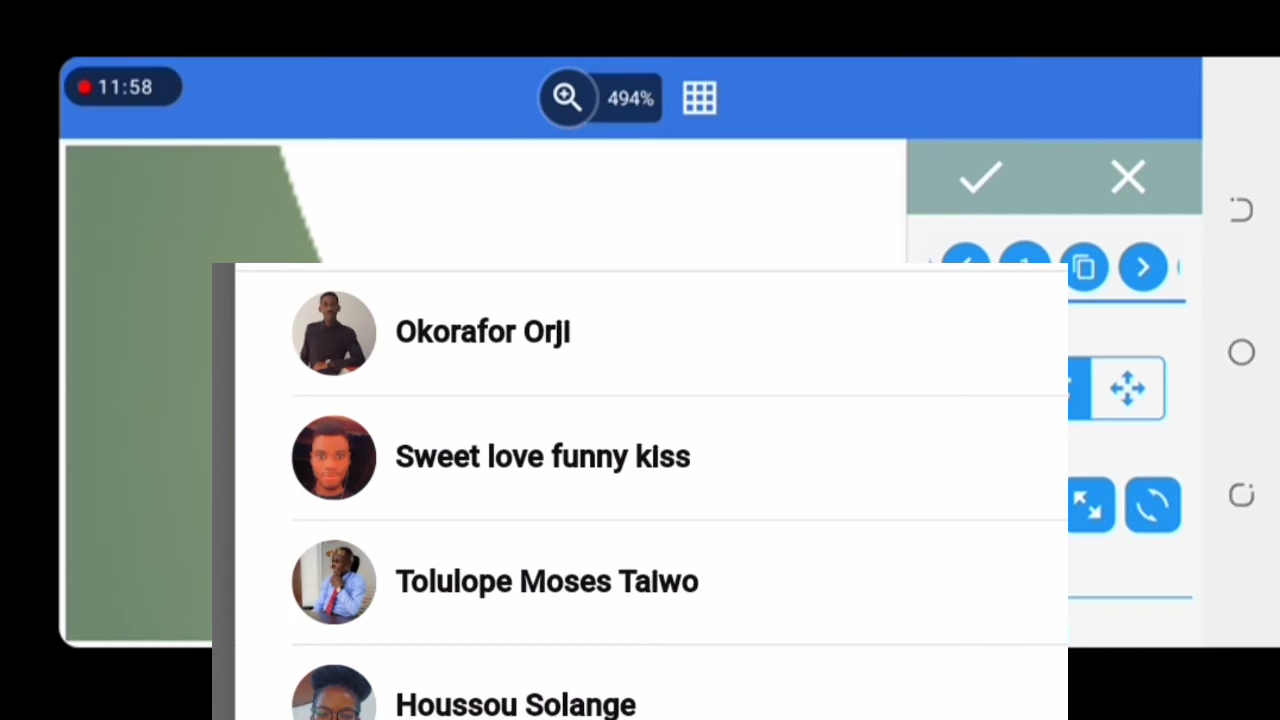 11:58
494%
Okorafor Orji
Sweet love funny kiss
Tolulope Moses Taiwo
Houssou Solange